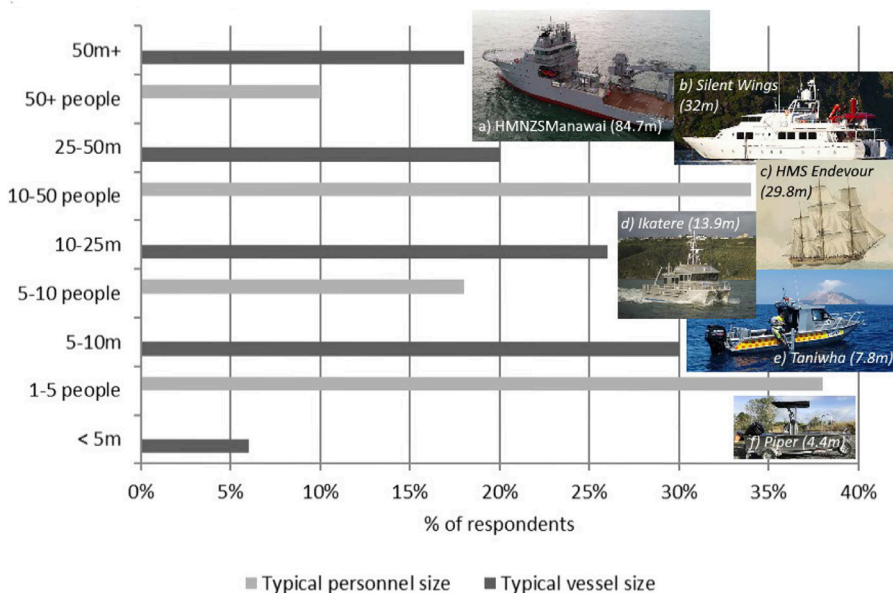 50m+
50+ people
25-50m
10-50 people
10-25m
5-10 people
5-10m
1-5 people
< 5m
a) HMNZSManawai (84.7m)
b) Silent Wings
(32m)
c) HMS Endevour
(29.8m)
d) Ikatere (13.9m)
e) Taniwha (7.8m)
f) Piper (4.4m)
0% 5% 10% 15% 20% 25% 30% 35% 40%
% of respondents
Typical personnel size Typical vessel size